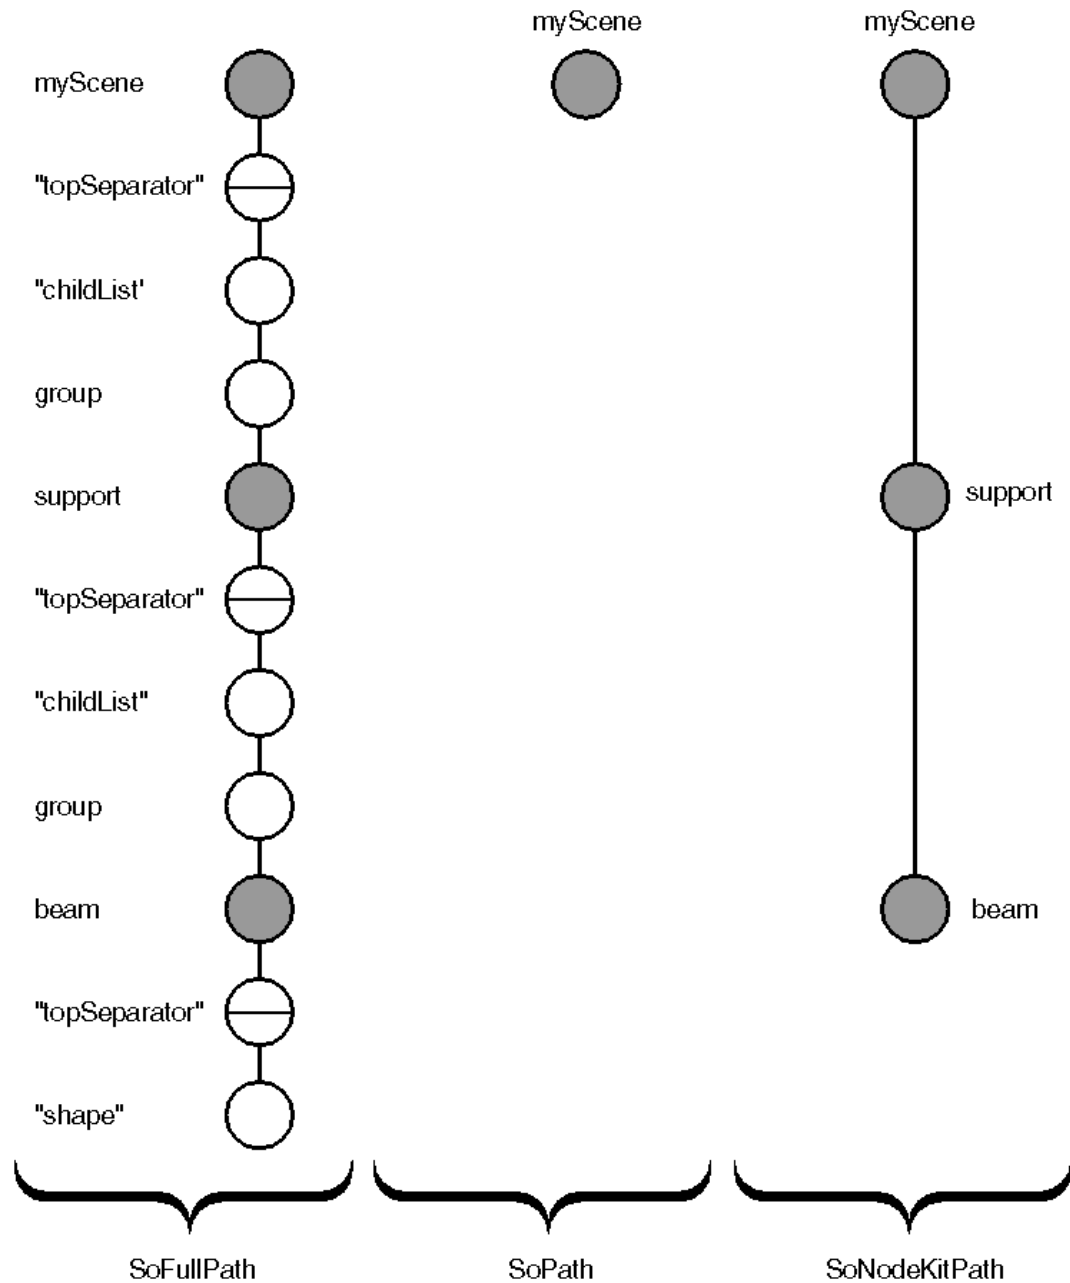 myScene
myScene
myScene
"topSeparator"
"childList'
group
support
support
"topSeparator"
"childList"
group
beam
beam
"topSeparator"
"shape"
SoFullPath
SoPath
SoNodeKitPath